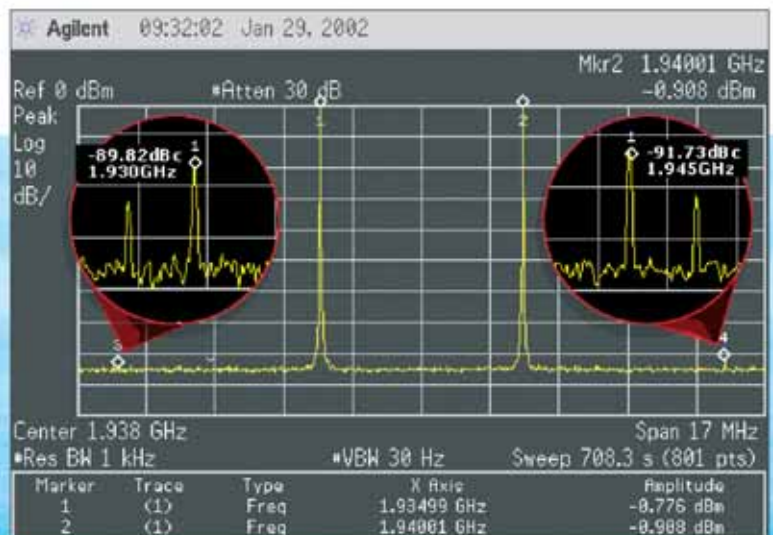 Agilent 09:32:02 Jan 29, 2002
Mkr2 1.94001 GHz
Ref 0 dBm #Atten 30 dB -0.908 dBm
Peak
Log
10
dB/
1
2
-89.82dBc
1.930GHz
1
1
-91.73dBc
1.945GHz
3
4
Center 1.938 GHz Span 17 MHz
#Res BW 1 kHz #VBW 30 Hz Sweep 708.3 s (801 pts)
Marker Trace Type X Axis Amplitude
1 (1) Freq 1.93499 GHz -0.776 dBm
2 (1) Freq 1.94001 GHz -0.908 dBm